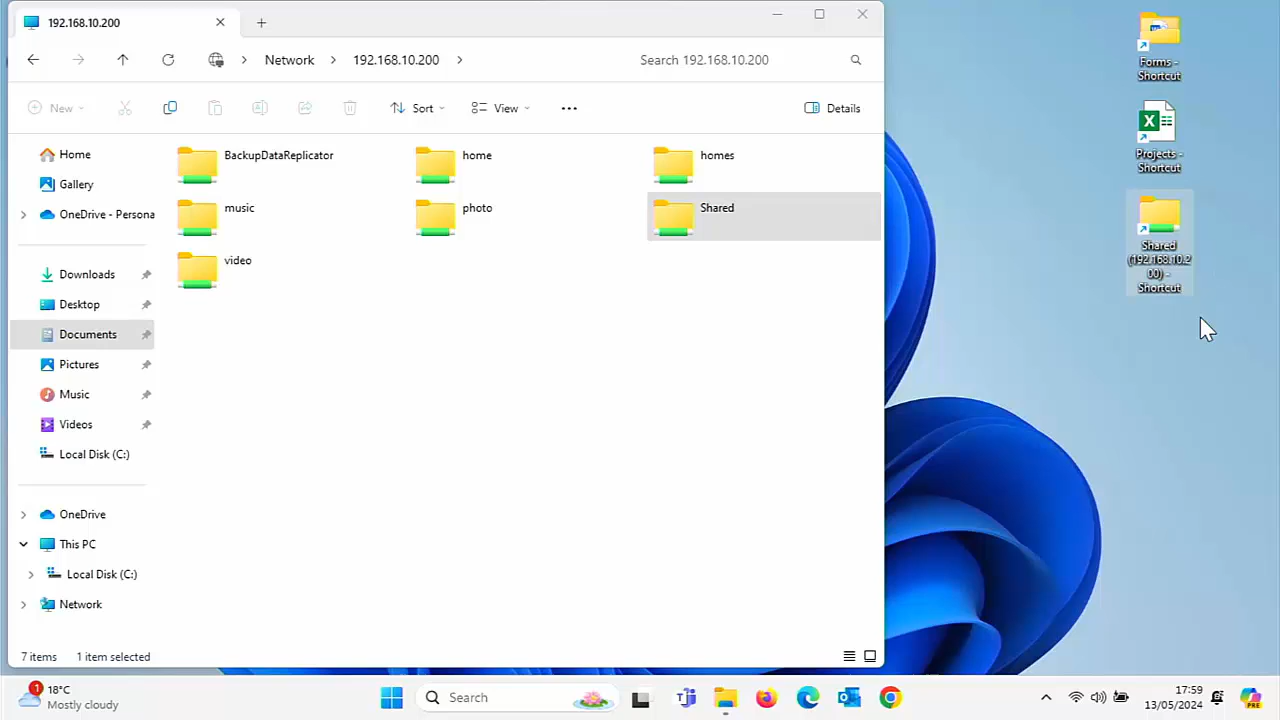 192.168.10.200
Network
192.168.10.200
Search 192.168.10.200
New
Sort
View
Details
Home
Gallery
OneDrive - Persona
Downloads
Desktop
Documents
Pictures
Music
Videos
Local Disk (C:)
OneDrive
This PC
Local Disk (C:)
Network
BackupDataReplicator
home
homes
music
photo
Shared
video
7 items
1 item selected
Forms -
Shortcut
Projects -
Shortcut
Shared
(192.168.10.2
00) -
Shortcut
1
18°C
Mostly cloudy
Search
17:59
13/05/2024
PRE